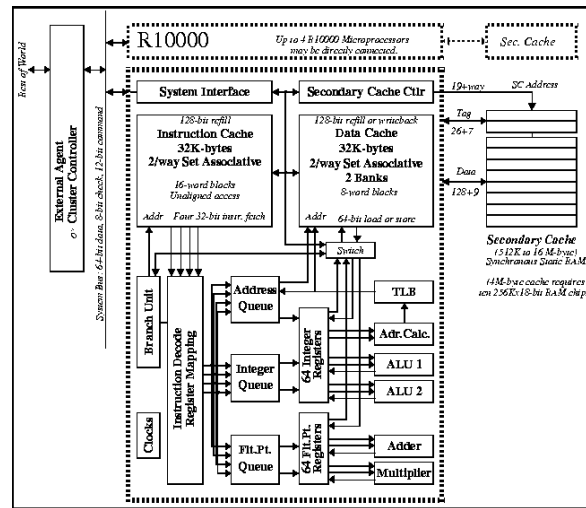 R10000
Up to 4 R10000 Microprocessors
may be directly connected.
Sec. Cache
Rest of World
External Agent
or Cluster Controller
System Bus: 64-bit data, 8-bit check, 12-bit command
System Interface
Secondary Cache Ctlr
19+way
SC Address
128-bit refill
Instruction Cache
32K-bytes
2/way Set Associative
16-word blocks
Unaligned access
Addr
Four 32-bit instr. fetch
128-bit refill or writeback
Data Cache
32K-bytes
2/way Set Associative
2 Banks
8-word blocks
Addr
64-bit load or store
Tag
26+7
Data
128+9
Secondary Cache
(512K to 16 M-byte)
Synchronous Static RAM
(4M-byte cache requires
ten 256Kx18-bit RAM chips)
Switch
Branch Unit
Clocks
Instruction Decode
Register Mapping
Address
Queue
Integer
Queue
Flt.Pt.
Queue
64 Integer
Registers
64 Flt.Pt.
Registers
TLB
Adr.Calc.
ALU 1
ALU 2
Adder
Multiplier